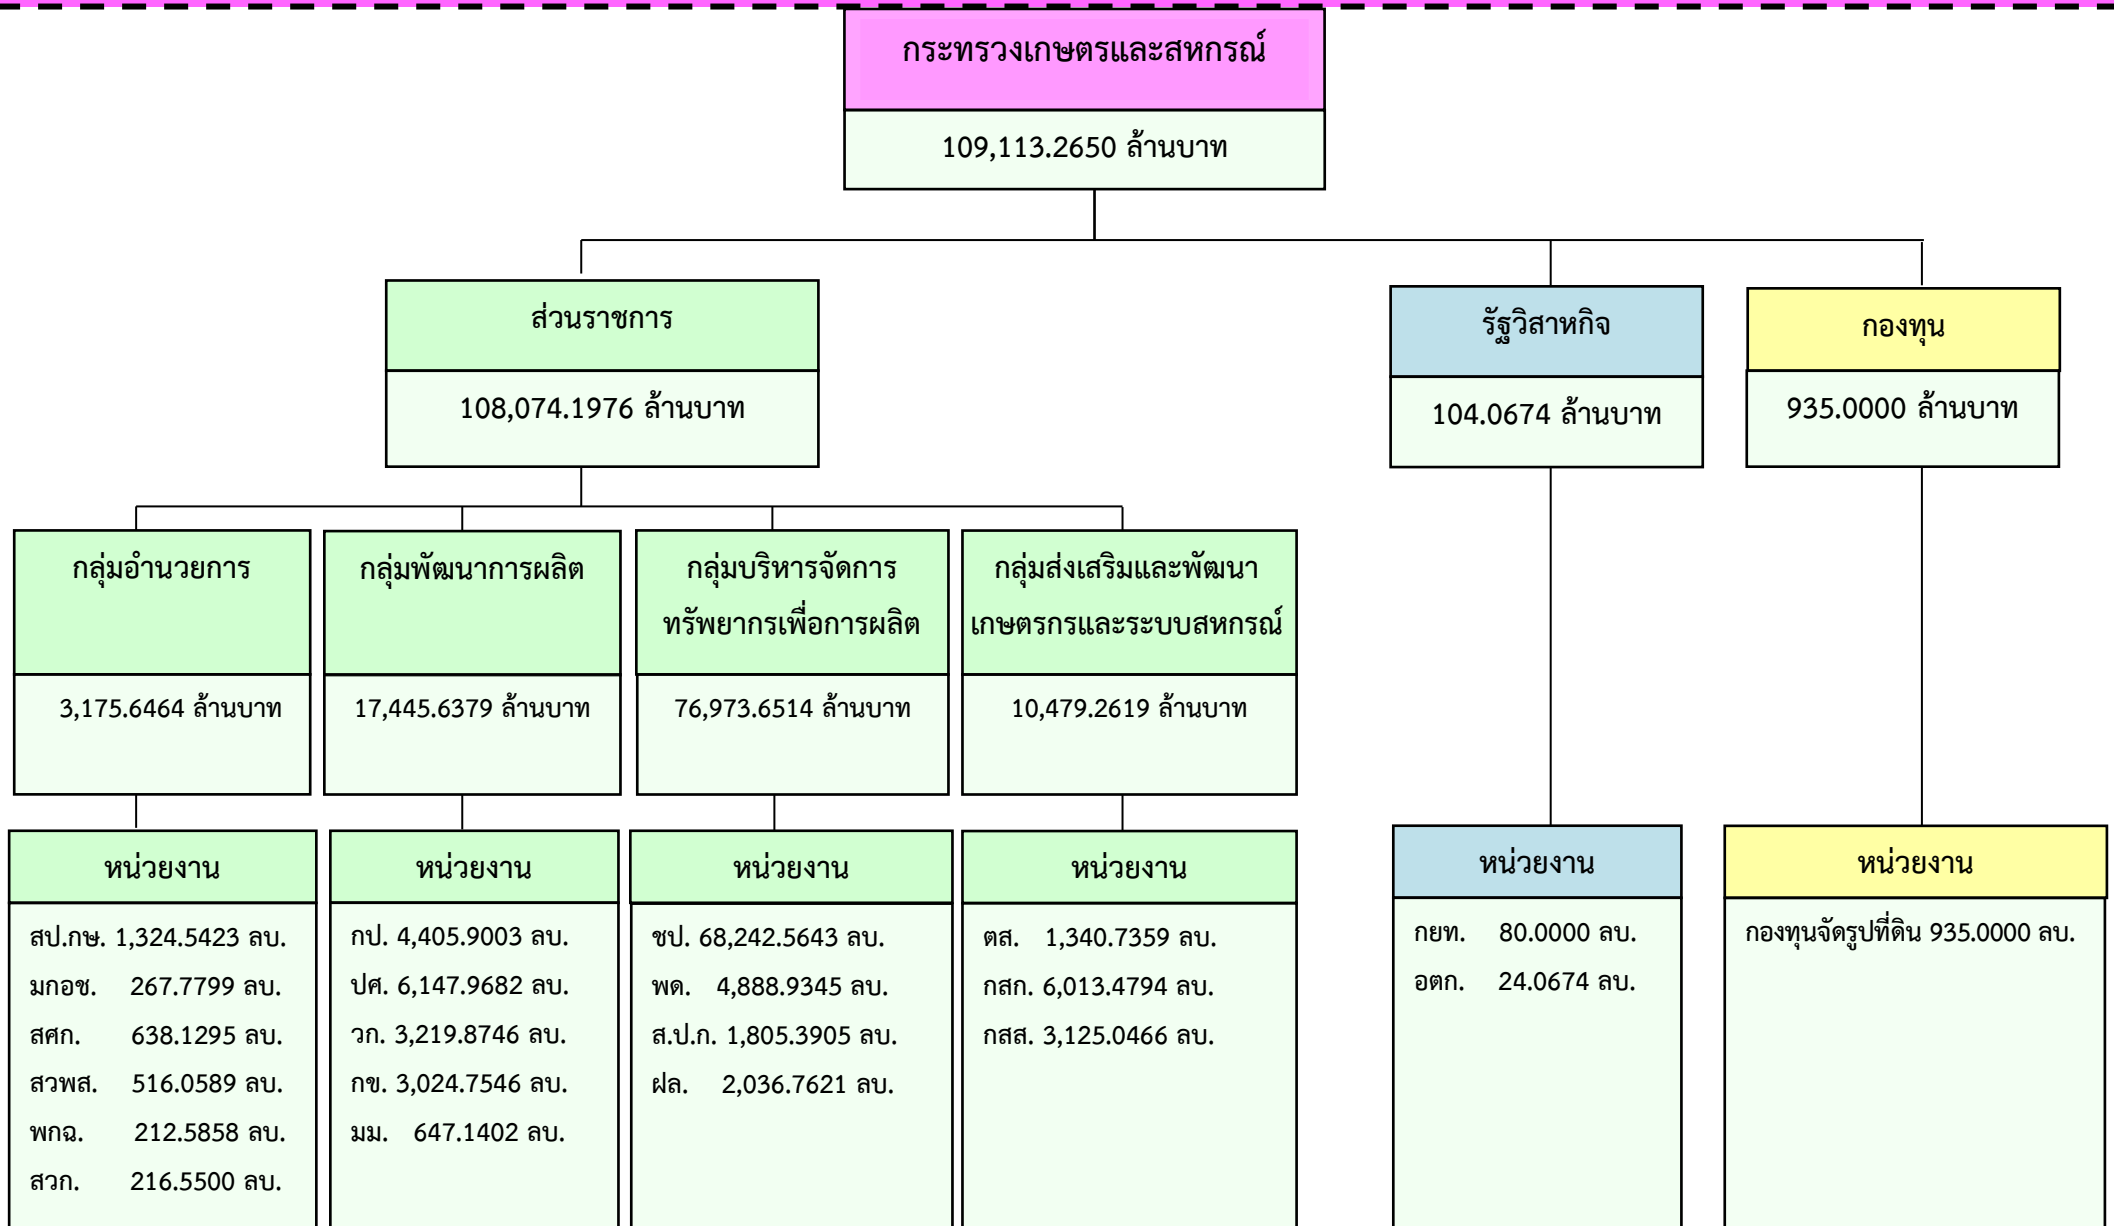 กระทรวงเกษตรและสหกรณ์
109,113.2650 ล้านบาท
ส่วนราชการ
108,074.1976 ล้านบาท
รัฐวิสาหกิจ
104.0674 ล้านบาท
กองทุน
935.0000 ล้านบาท
กลุ่มอำนวยการ
3,175.6464 ล้านบาท
กลุ่มพัฒนาการผลิต
17,445.6379 ล้านบาท
กลุ่มบริหารจัดการ
ทรัพยากรเพื่อการผลิต
76,973.6514 ล้านบาท
กลุ่มส่งเสริมและพัฒนา
เกษตรกรและระบบสหกรณ์
10,479.2619 ล้านบาท
หน่วยงาน
สป.กษ. 1,324.5423 ลบ.
มกอช. 267.7799 ลบ.
สศก. 638.1295 ลบ.
สวพส. 516.0589 ลบ.
พกฉ. 212.5858 ลบ.
สวก. 216.5500 ลบ.
หน่วยงาน
กป. 4,405.9003 ลบ.
ปศ. 6,147.9682 ลบ.
วก. 3,219.8746 ลบ.
กข. 3,024.7546 ลบ.
มม. 647.1402 ลบ.
หน่วยงาน
ชป. 68,242.5643 ลบ.
พด. 4,888.9345 ลบ.
ส.ป.ก. 1,805.3905 ลบ.
ฝล. 2,036.7621 ลบ.
หน่วยงาน
ตส. 1,340.7359 ลบ.
กสก. 6,013.4794 ลบ.
กสส. 3,125.0466 ลบ.
หน่วยงาน
กยท. 80.0000 ลบ.
อตก. 24.0674 ลบ.
หน่วยงาน
กองทุนจัดรูปที่ดิน 935.0000 ลบ.